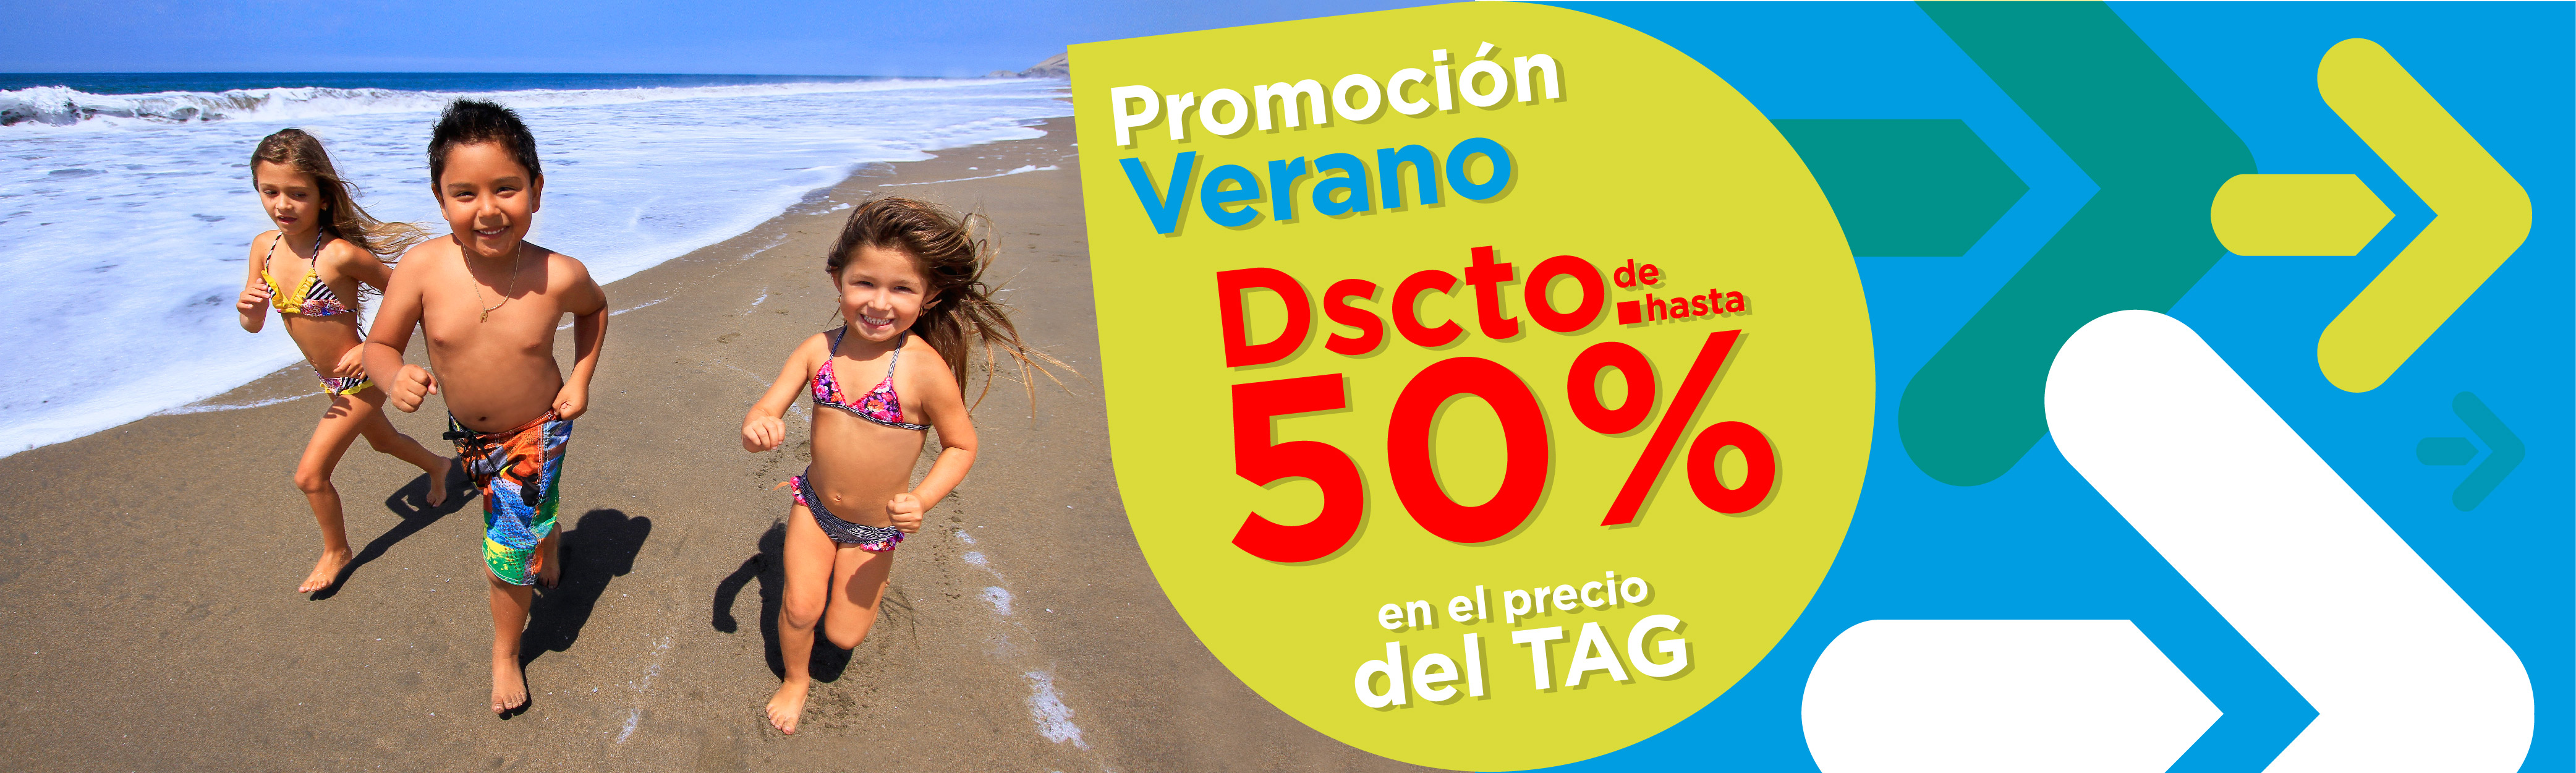 Promoción
Verano
Dscto. de
hasta
50%
en el precio
del TAG